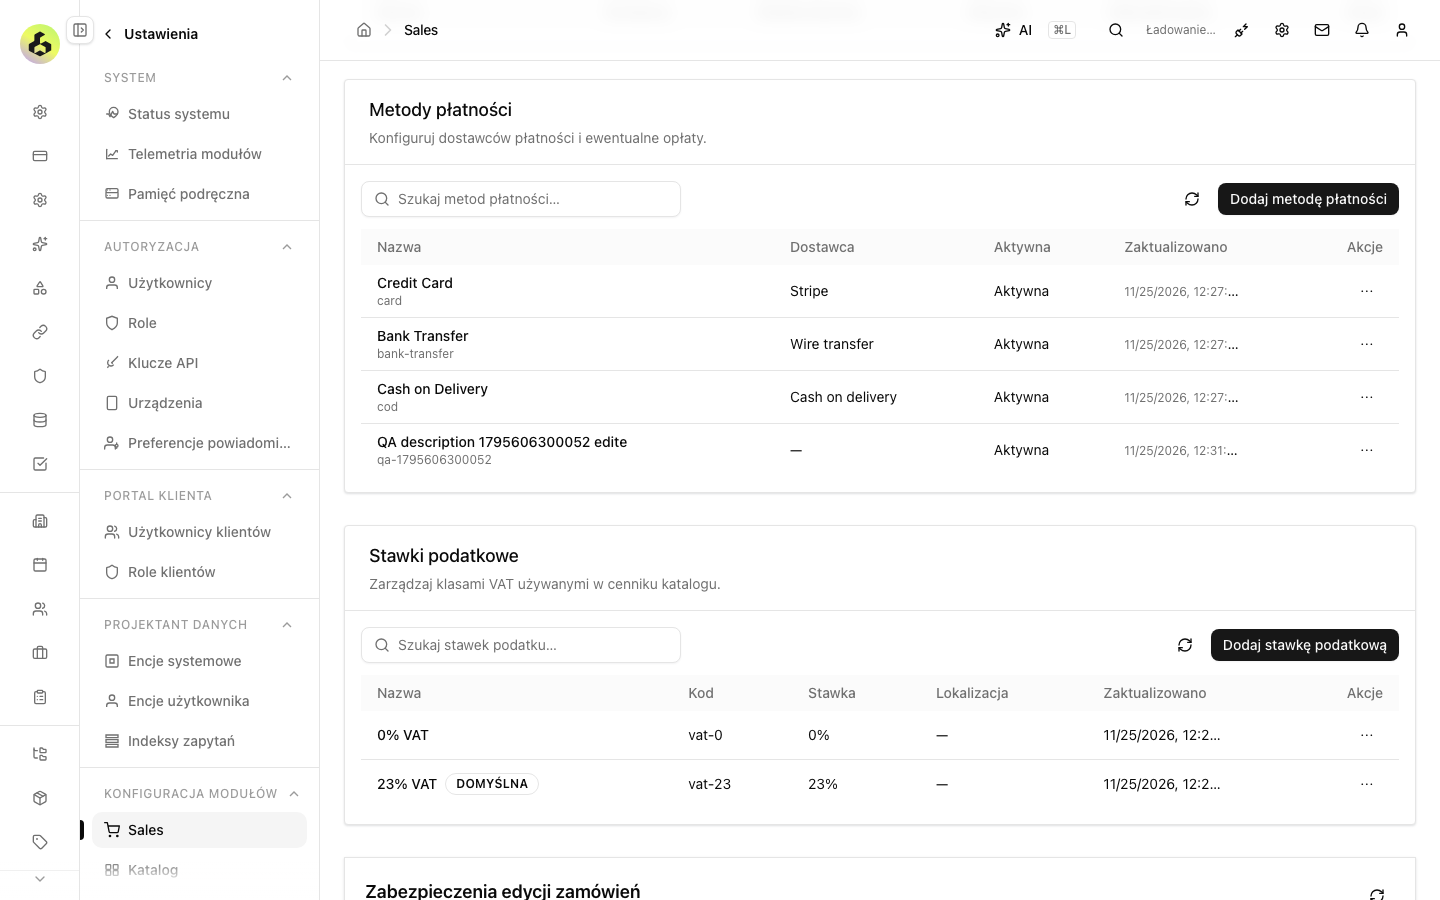 Ustawienia
SYSTEM
Status systemu
Telemetria modułów
Pamięć podręczna
AUTORYZACJA
Użytkownicy
Role
Klucze API
Urządzenia
Preferencje powiadomi...
PORTAL KLIENTA
Użytkownicy klientów
Role klientów
PROJEKTANT DANYCH
Encje systemowe
Encje użytkownika
Indeksy zapytań
KONFIGURACJA MODUŁÓW
Sales
Katalog
Sales
AI ⌘L Ładowanie...
Metody płatności
Konfiguruj dostawców płatności i ewentualne opłaty.
Szukaj metod płatności...
Dodaj metodę płatności
Nazwa Dostawca Aktywna Zaktualizowano Akcje
Credit Card
card
Stripe Aktywna 11/25/2026, 12:27:...
Bank Transfer
bank-transfer
Wire transfer Aktywna 11/25/2026, 12:27:...
Cash on Delivery
cod
Cash on delivery Aktywna 11/25/2026, 12:27:...
QA description 1795606300052 edite
qa-1795606300052
— Aktywna 11/25/2026, 12:31:...
Stawki podatkowe
Zarządzaj klasami VAT używanymi w cenniku katalogu.
Szukaj stawek podatku...
Dodaj stawkę podatkową
Nazwa Kod Stawka Lokalizacja Zaktualizowano Akcje
0% VAT vat-0 0% — 11/25/2026, 12:2...
23% VAT DOMYŚLNA vat-23 23% — 11/25/2026, 12:2...
Zabezpieczenia edycji zamówień